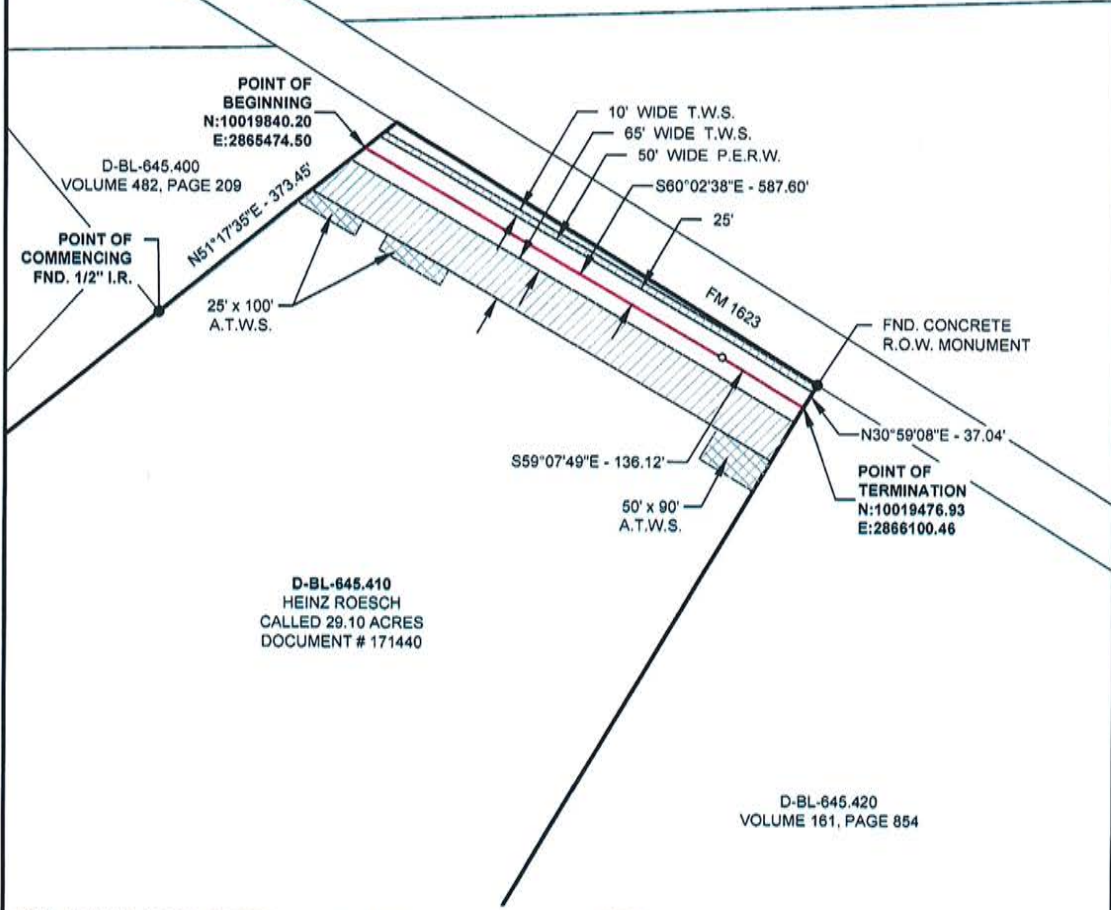 POINT OF
BEGINNING
N:10019840.20
E:2865474.50
D-BL-645.400
VOLUME 482, PAGE 209
N51°17'35"E - 373.45'
POINT OF
COMMENCING
FND. 1/2" I.R.
25' x 100'
A.T.W.S.
10' WIDE T.W.S.
65' WIDE T.W.S.
50' WIDE P.E.R.W.
S60°02'38"E - 587.60'
25'
FM 1623
FND. CONCRETE
R.O.W. MONUMENT
N30°59'08"E - 37.04'
S59°07'49"E - 136.12'
POINT OF
TERMINATION
N:10019476.93
E:2866100.46
50' x 90'
A.T.W.S.
D-BL-645.410
HEINZ ROESCH
CALLED 29.10 ACRES
DOCUMENT # 171440
D-BL-645.420
VOLUME 161, PAGE 854